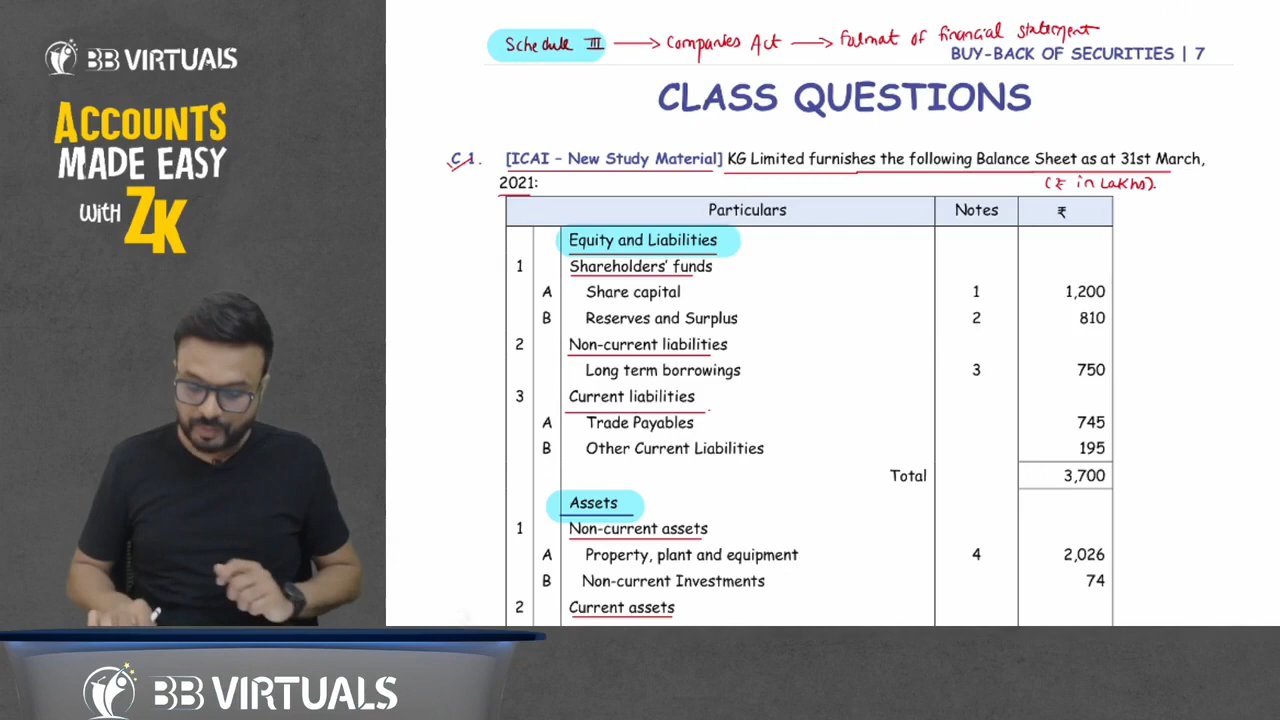 BB VIRTUALS
ACCOUNTS
MADE EASY
with ZK
Schedule III → Companies Act → Format of financial statement
BUY-BACK OF SECURITIES | 7
CLASS QUESTIONS
C 1. [ICAI – New Study Material] KG Limited furnishes the following Balance Sheet as at 31st March,
2021:
(₹ in Lakhs).
Particulars Notes ₹
Equity and Liabilities
1 Shareholders' funds
A Share capital 1 1,200
B Reserves and Surplus 2 810
2 Non-current liabilities
Long term borrowings 3 750
3 Current liabilities
A Trade Payables 745
B Other Current Liabilities 195
Total 3,700
Assets
1 Non-current assets
A Property, plant and equipment 4 2,026
B Non-current Investments 74
2 Current assets
BB VIRTUALS